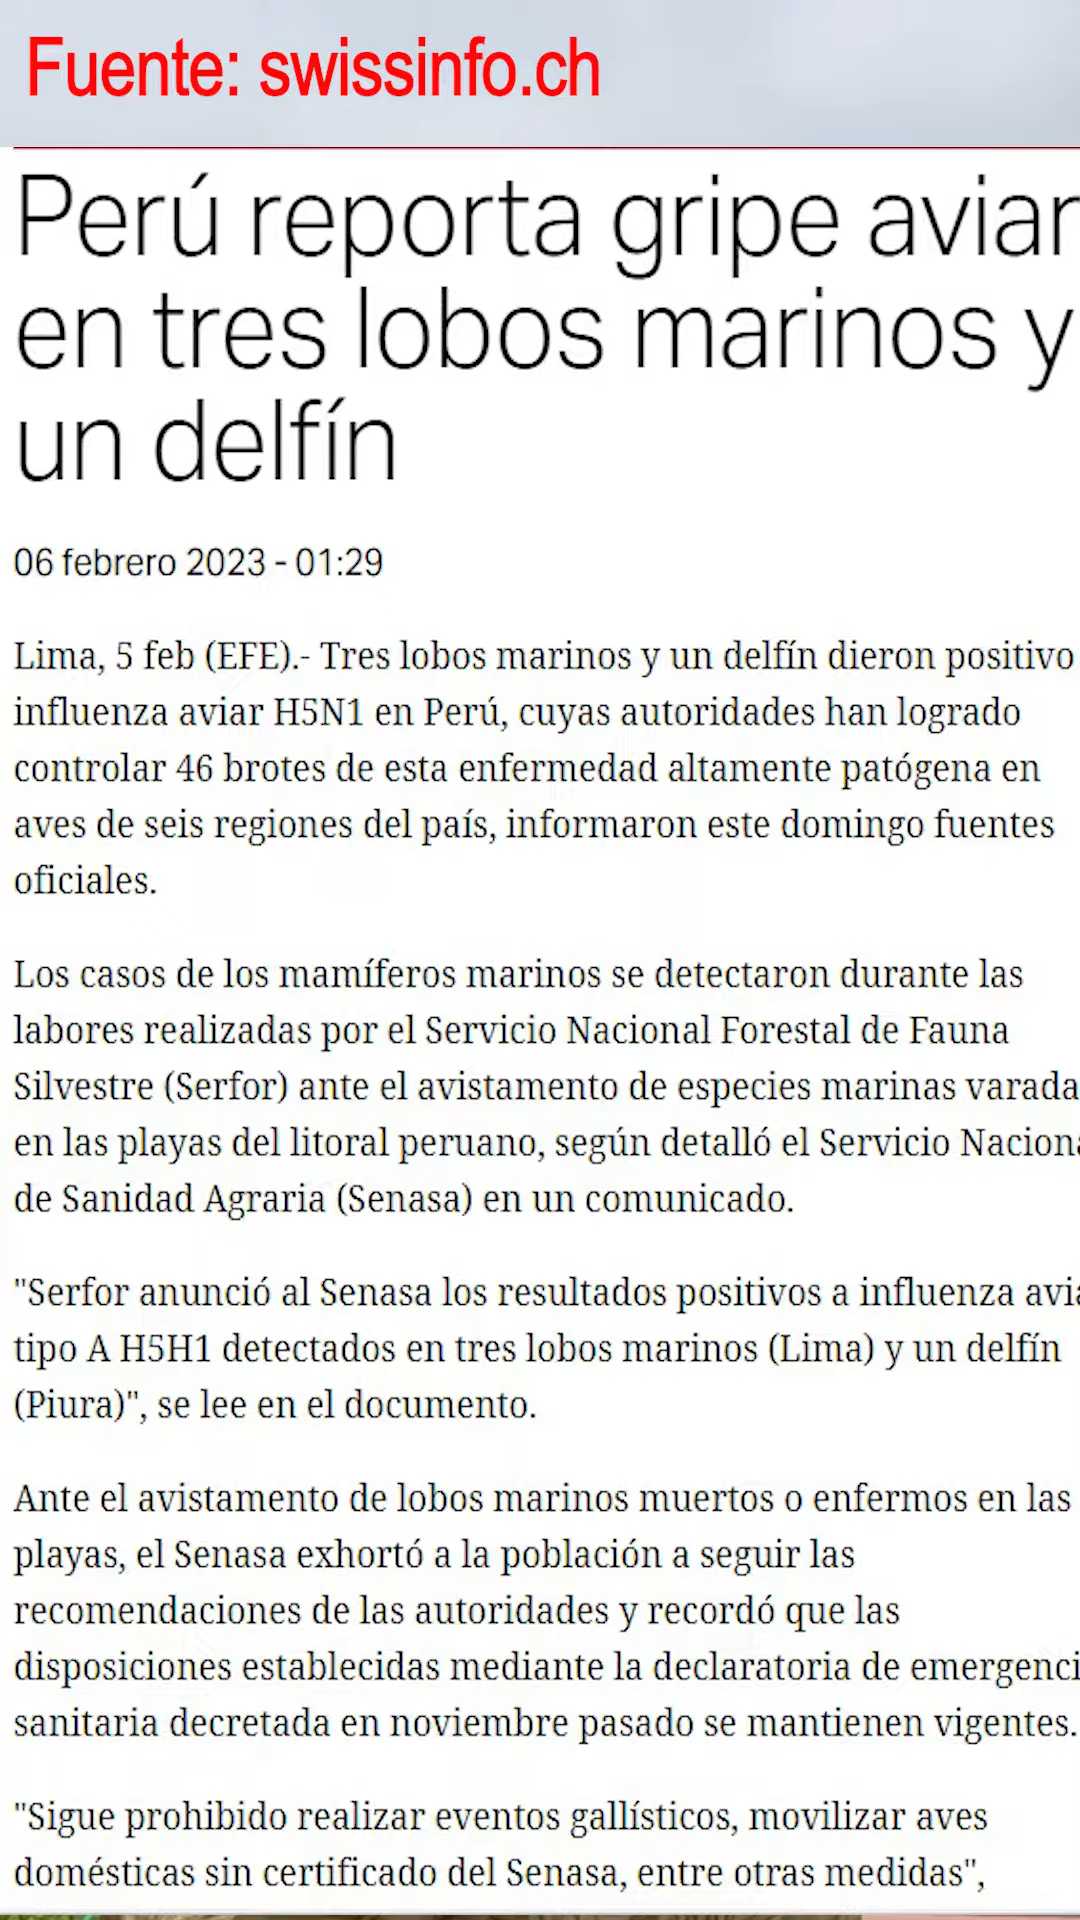 Fuente: swissinfo.ch
Perú reporta gripe aviar
en tres lobos marinos y
un delfín
06 febrero 2023 - 01:29
Lima, 5 feb (EFE).- Tres lobos marinos y un delfín dieron positivo
influenza aviar H5N1 en Perú, cuyas autoridades han logrado
controlar 46 brotes de esta enfermedad altamente patógena en
aves de seis regiones del país, informaron este domingo fuentes
oficiales.
Los casos de los mamíferos marinos se detectaron durante las
labores realizadas por el Servicio Nacional Forestal de Fauna
Silvestre (Serfor) ante el avistamiento de especies marinas varada
en las playas del litoral peruano, según detalló el Servicio Naciona
de Sanidad Agraria (Senasa) en un comunicado.
"Serfor anunció al Senasa los resultados positivos a influenza avia
tipo A H5H1 detectados en tres lobos marinos (Lima) y un delfín
(Piura)", se lee en el documento.
Ante el avistamiento de lobos marinos muertos o enfermos en las
playas, el Senasa exhortó a la población a seguir las
recomendaciones de las autoridades y recordó que las
disposiciones establecidas mediante la declaratoria de emergenci
sanitaria decretada en noviembre pasado se mantienen vigentes.
"Sigue prohibido realizar eventos gallísticos, movilizar aves
domésticas sin certificado del Senasa, entre otras medidas",